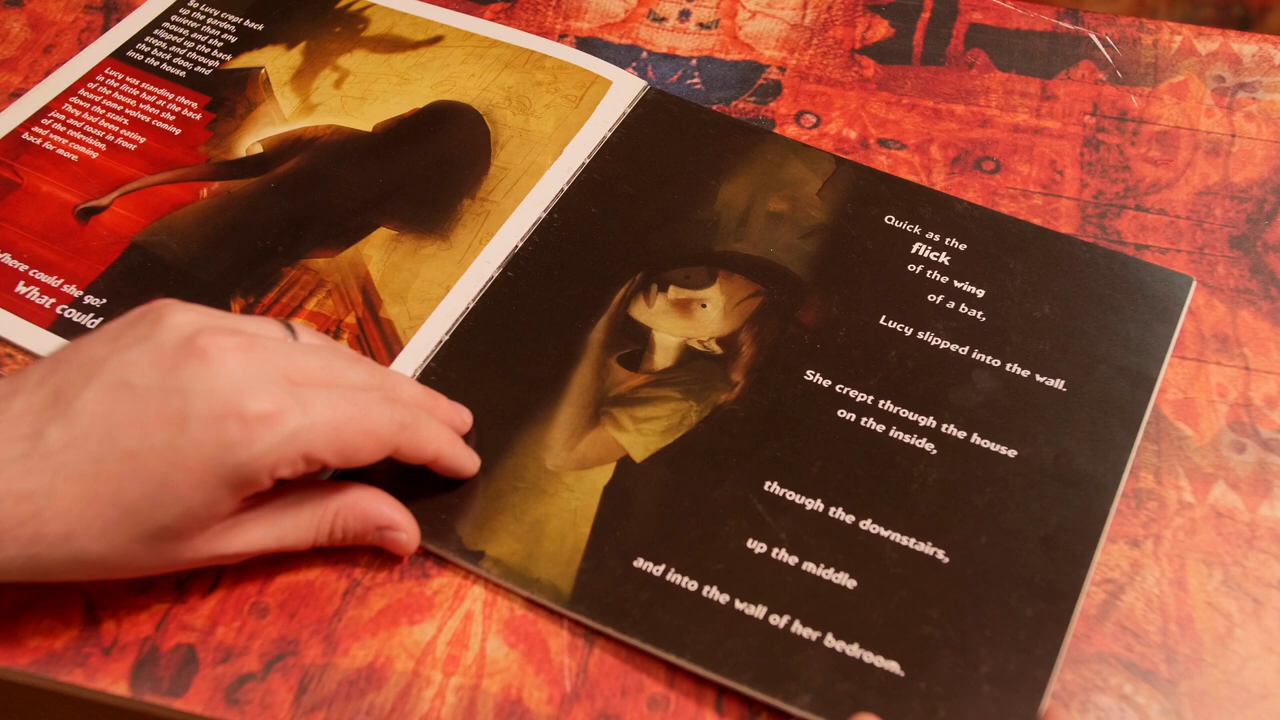 So Lucy crept back
up the garden,
quieter than any
mouse, and she
slipped up the back
steps, and through
the back door, and
into the house.
Lucy was standing there,
in the little hall at the back
of the house, when she
heard some wolves coming
down the stairs.
They had been eating
jam and toast in front
of the television,
and were coming
back for more.
Where could she go?
What could
Quick as the
flick
of the wing
of a bat,
Lucy slipped into the wall.
She crept through the house
on the inside,
through the downstairs,
up the middle
and into the wall of her bedroom.